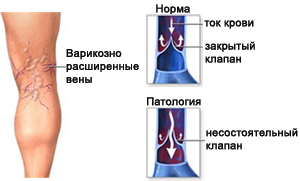 Норма
ток крови
закрытый
клапан
Варикозно
расширенные
вены
Патология
несостоятельный
клапан